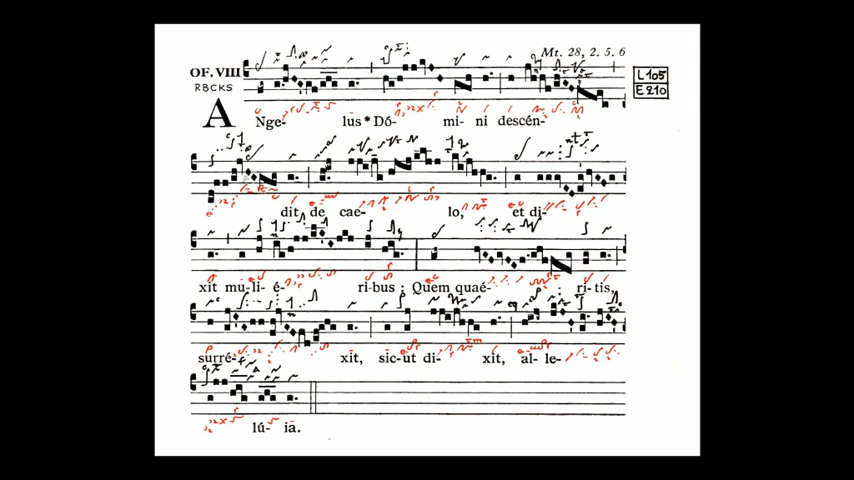 Mt. 28, 2. 5. 6
OF. VIII
RBCKS
L 105
E 210
A Nge- lus * Dó- mi- ni descén-
dit de cae- lo, et di-
xit mu-li- é- ri-bus : Quem quaé- ri-tis,
surré- xit, sic-ut di- xit, al- le-
lú- ia.